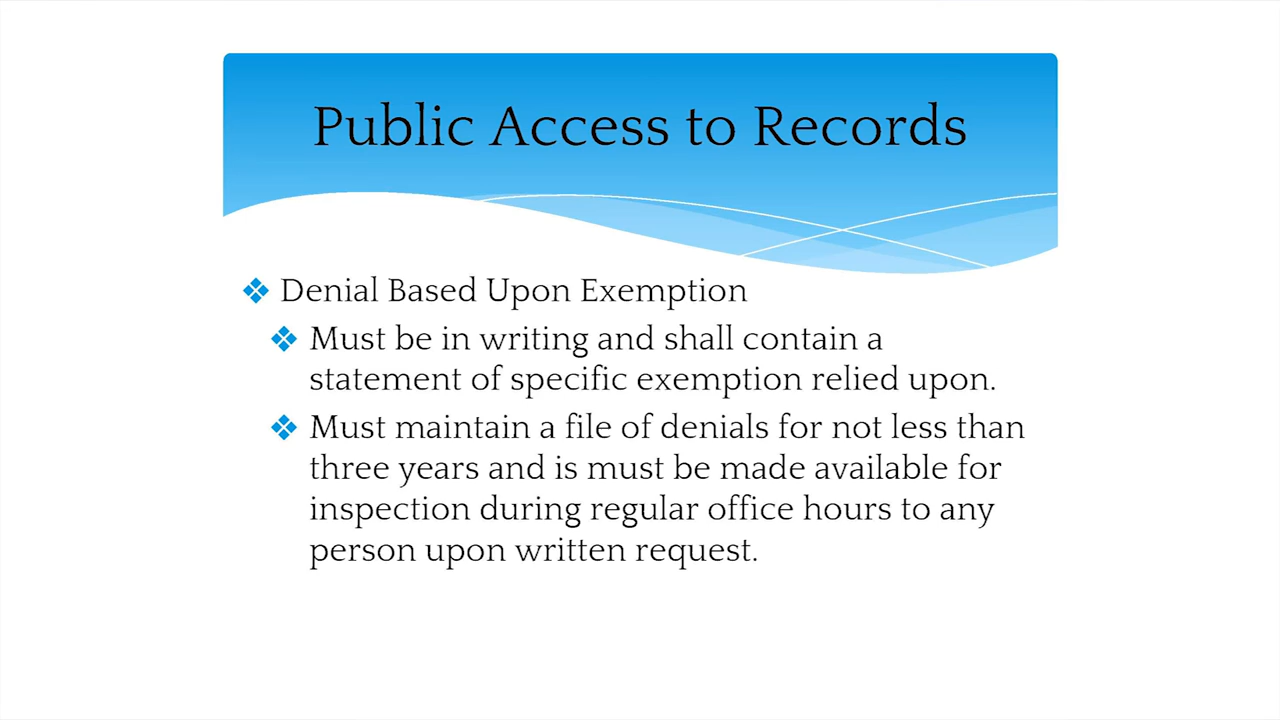 Public Access to Records
Denial Based Upon Exemption
Must be in writing and shall contain a
statement of specific exemption relied upon.
Must maintain a file of denials for not less than
three years and is must be made available for
inspection during regular office hours to any
person upon written request.